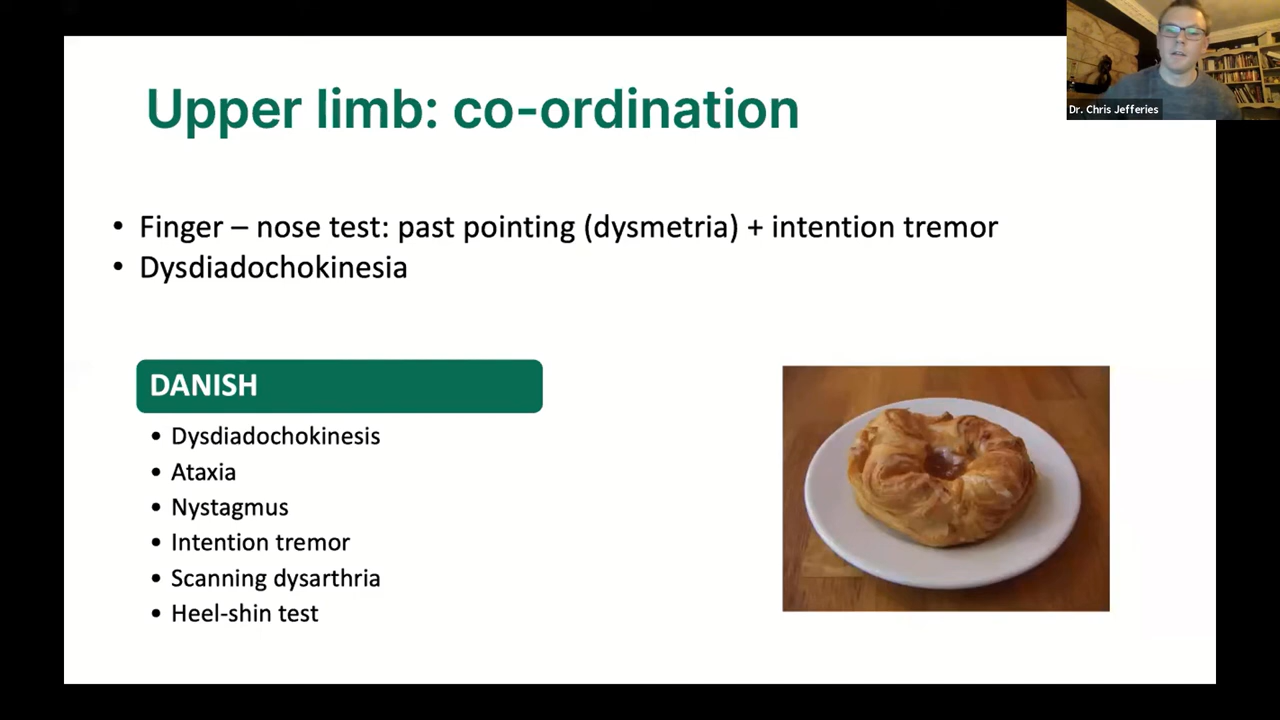 Upper limb: co-ordination
Dr. Chris Jefferies
• Finger – nose test: past pointing (dysmetria) + intention tremor
• Dysdiadochokinesia
DANISH
• Dysdiadochokinesis
• Ataxia
• Nystagmus
• Intention tremor
• Scanning dysarthria
• Heel-shin test